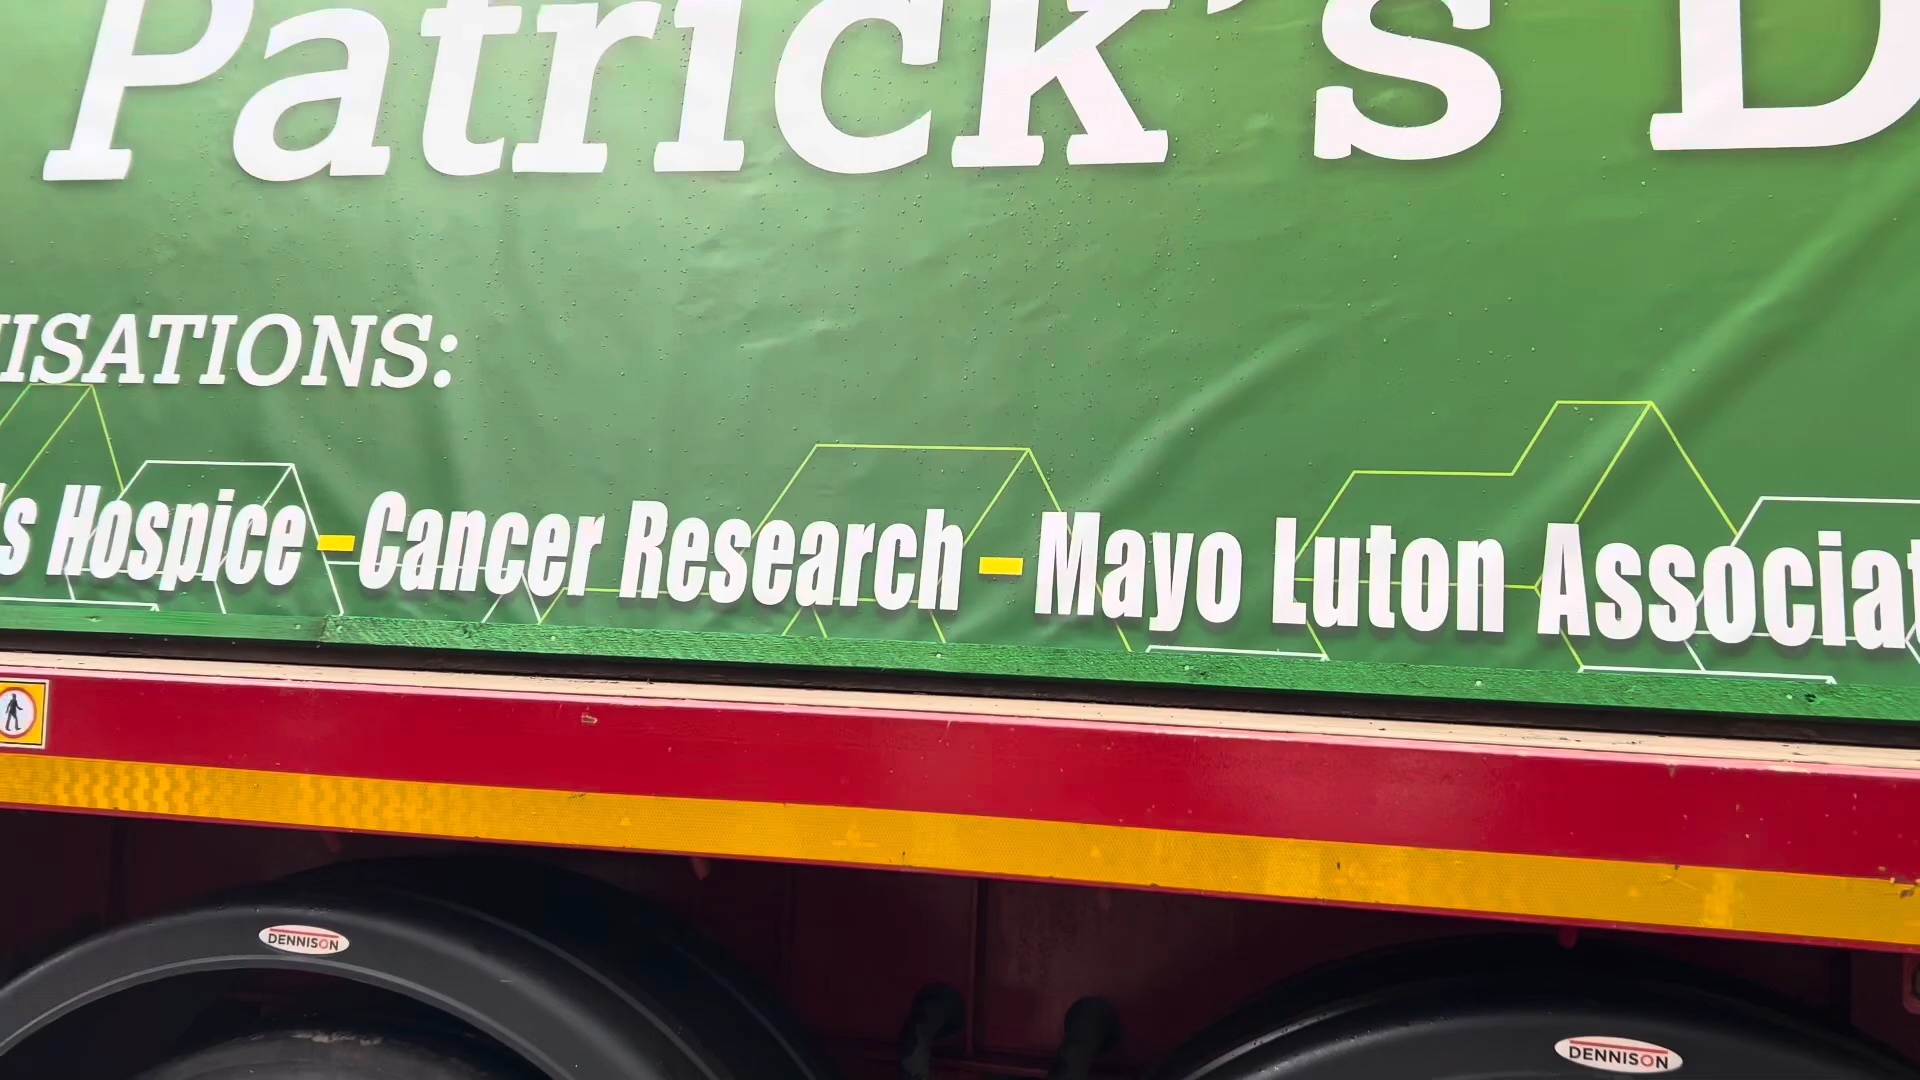 Patrick's D
ISATIONS:
s Hospice - Cancer Research - Mayo Luton Associat
DENNISON
DENNISON